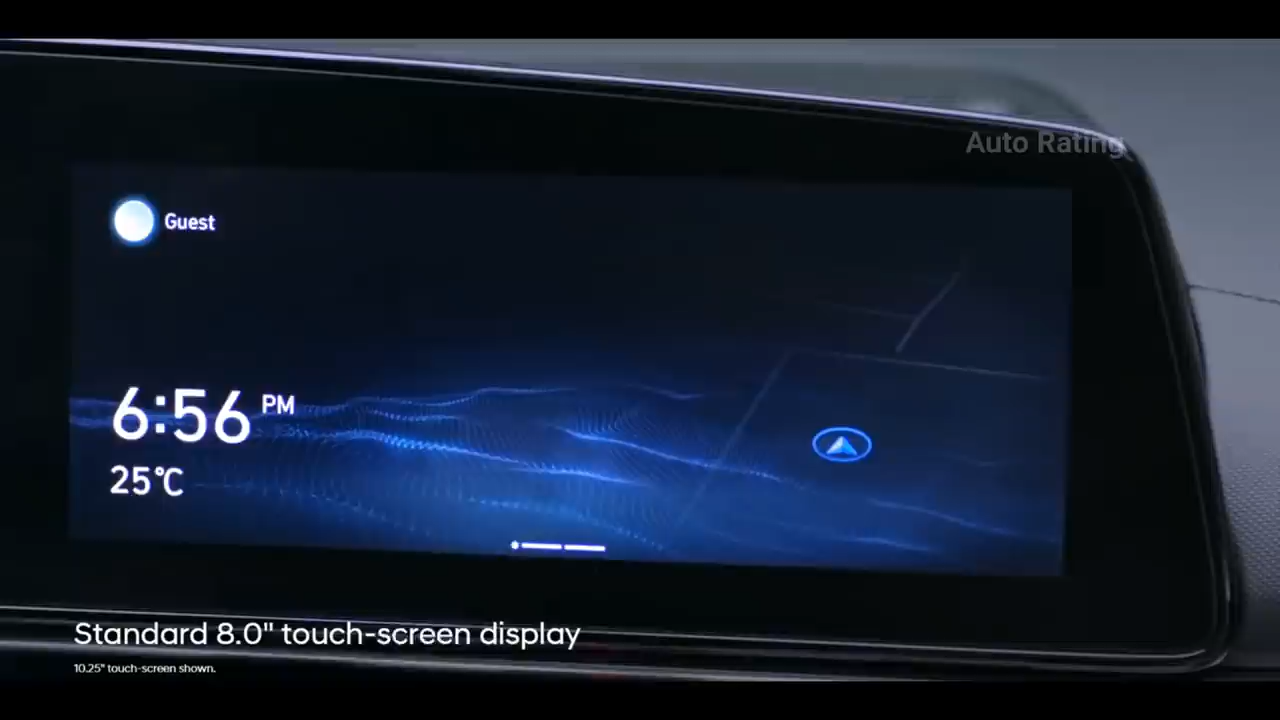 Auto Rating
Guest
6:56 PM
25℃
Standard 8.0" touch-screen display
10.25" touch-screen shown.